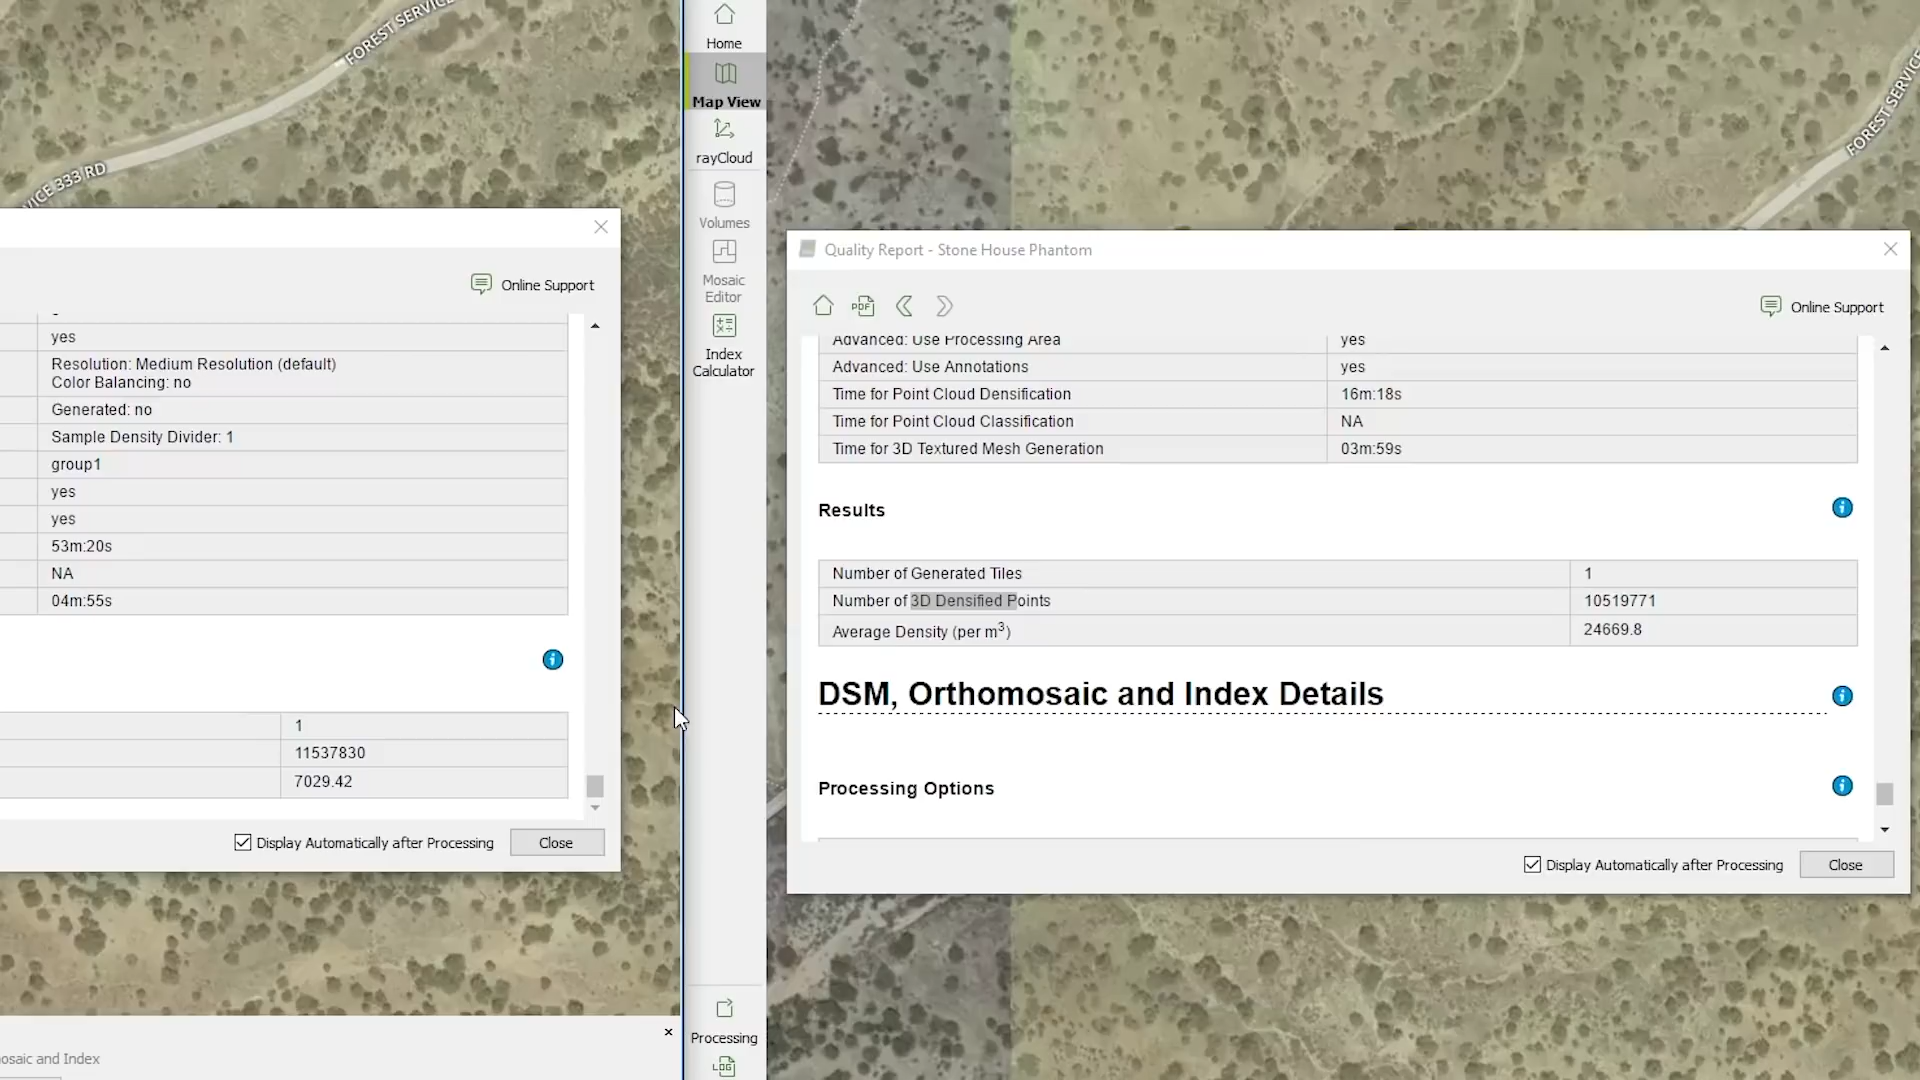 FOREST SERVICE
VICE 333 RD
Online Support
yes
Resolution: Medium Resolution (default)
Color Balancing: no
Generated: no
Sample Density Divider: 1
group1
yes
yes
53m:20s
NA
04m:55s
1
11537830
7029.42
Display Automatically after Processing
Close
osaic and Index
Home
Map View
rayCloud
Volumes
Mosaic
Editor
Index
Calculator
Processing
LOG
FOREST SERVICE
Quality Report - Stone House Phantom
PDF
Online Support
Advanced: Use Processing Area yes
Advanced: Use Annotations yes
Time for Point Cloud Densification 16m:18s
Time for Point Cloud Classification NA
Time for 3D Textured Mesh Generation 03m:59s
Results
Number of Generated Tiles 1
Number of 3D Densified Points 10519771
Average Density (per m³) 24669.8
DSM, Orthomosaic and Index Details
Processing Options
Display Automatically after Processing
Close